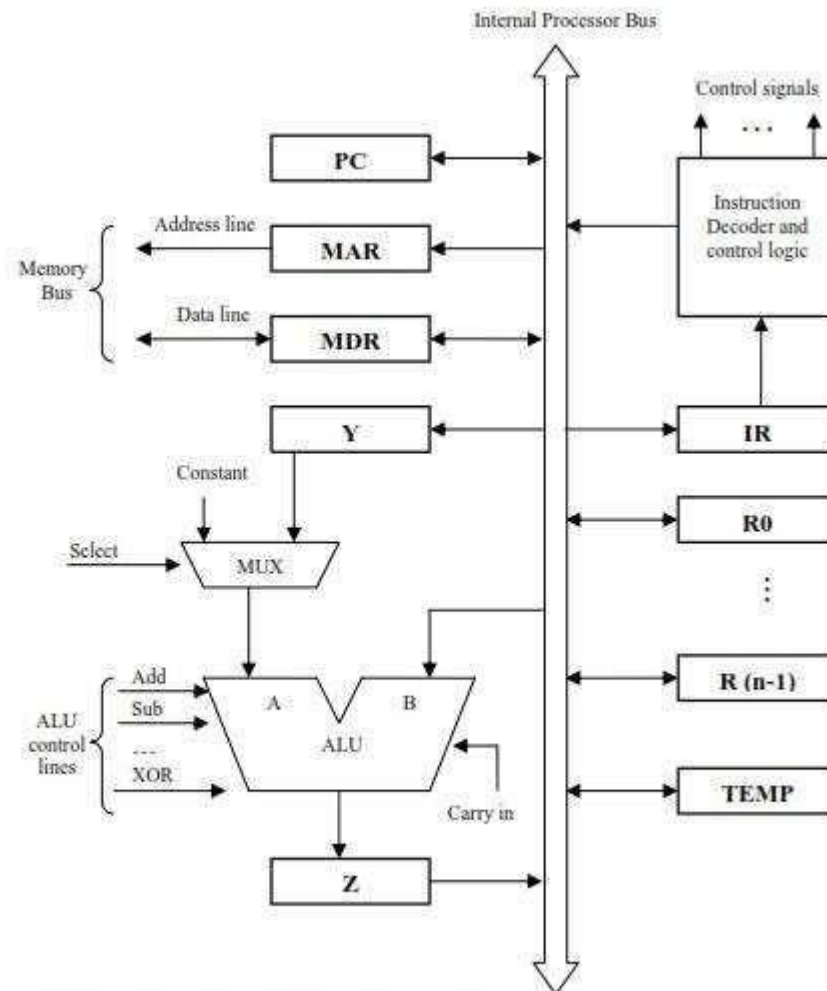 Internal Processor Bus
Control signals
...
PC
Instruction
Decoder and
control logic
Address line
MAR
Memory
Bus
Data line
MDR
Y
IR
Constant
R0
Select
MUX
⋮
Add
A
B
R (n-1)
Sub
ALU
control
lines
ALU
---
XOR
Carry in
TEMP
Z